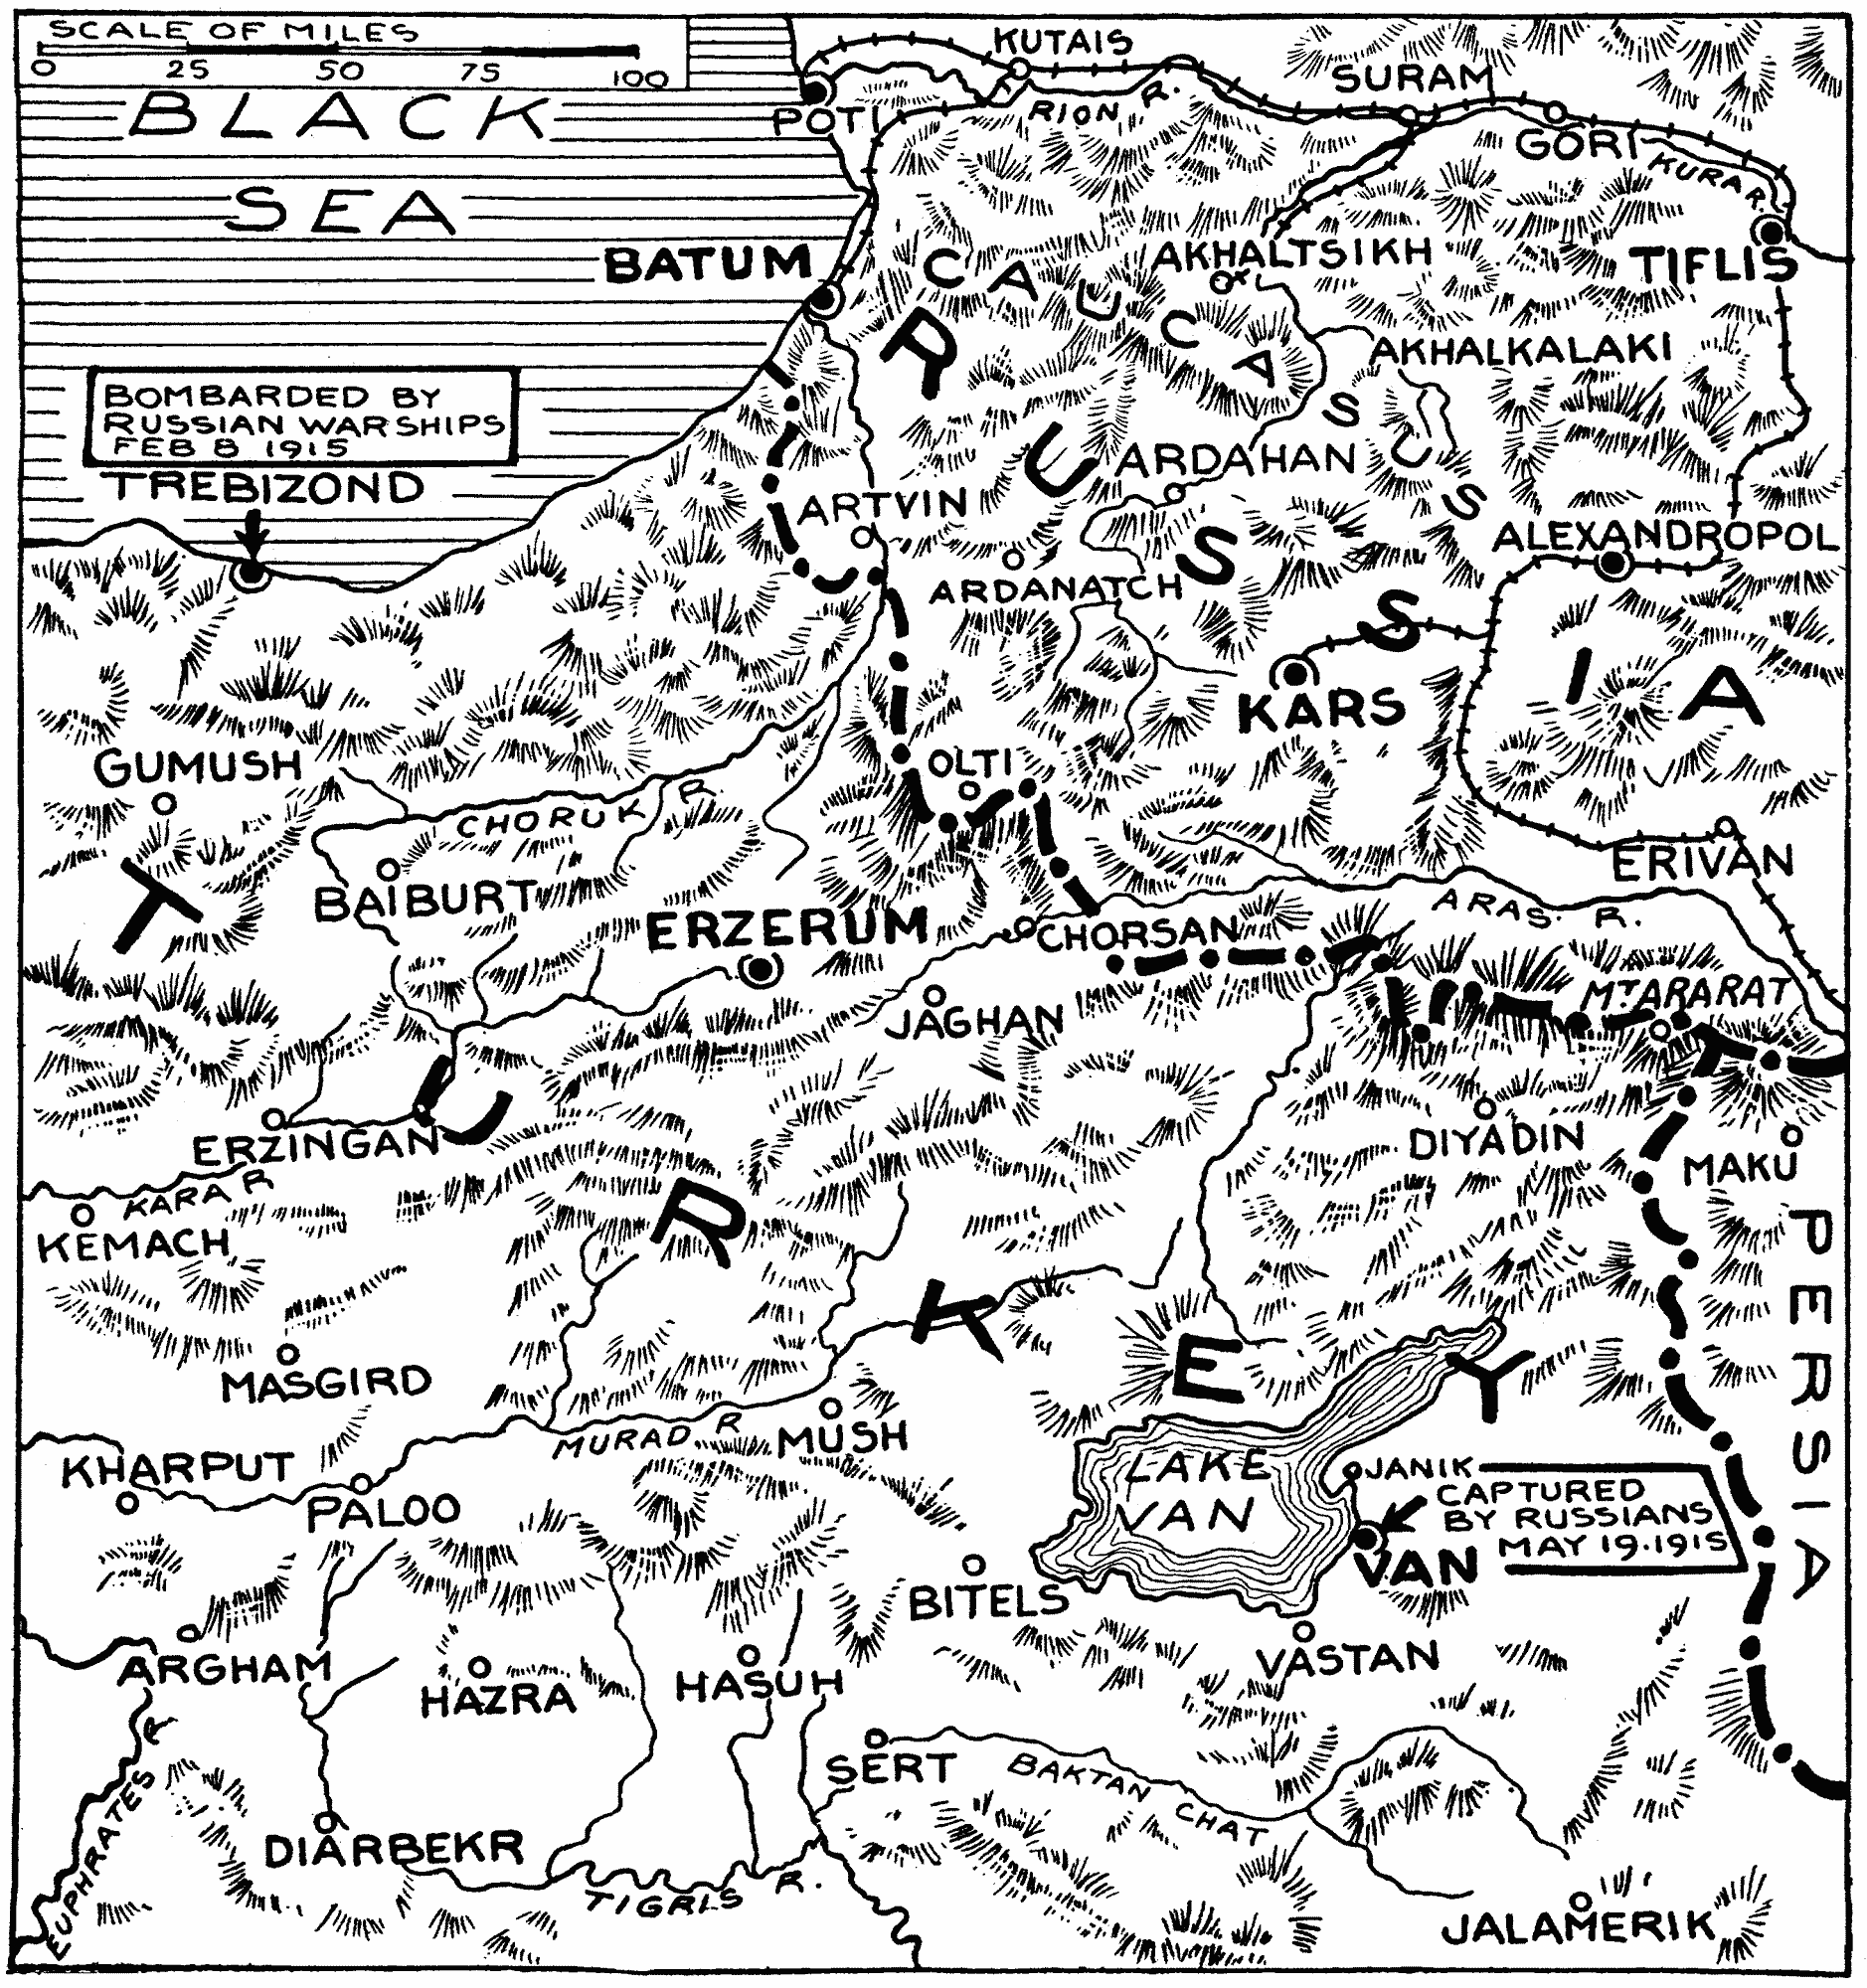 SCALE OF MILES
0 25 50 75 100
BLACK
SEA
KUTAIS
POTI
RION R.
SURAM
GORI
KURA R.
TIFLIS
BATUM
AKHALTSIKH
CAUCASUS
AKHALKALAKI
RUSSIA
BOMBARDED BY
RUSSIAN WARSHIPS
FEB 8 1915
TREBIZOND
ARDAHAN
ARTVIN
ARDANATCH
ALEXANDROPOL
KARS
OLTI
GUMUSH
CHORUK R.
BAIBURT
ERIVAN
ERZERUM
CHORSAN
ARAS. R.
MT. ARARAT
JAGHAN
TURKEY
ERZINGAN
DIYADIN
MAKU
KARA R
KEMACH
PERSIA
MASGIRD
MURAD R
MUSH
KHARPUT
PALOO
LAKE
VAN
JANIK
CAPTURED
BY RUSSIANS
MAY 19.1915
VAN
BITELS
VASTAN
ARGHAM
HAZRA
HASUH
SERT
BAKTAN CHAT
EUPHRATES R.
DIARBEKR
TIGRIS R.
JALAMERIK